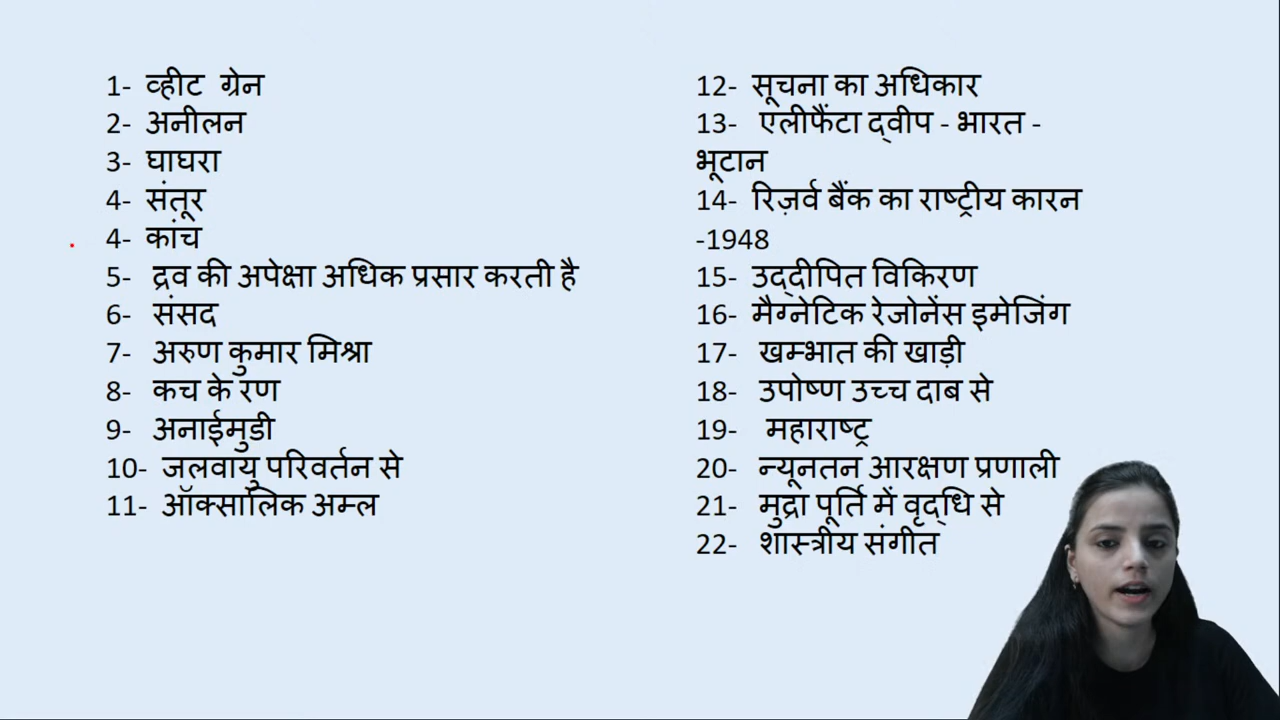 1- व्हीट ग्रेन
2- अनीलन
3- घाघरा
4- संतूर
4- कांच
5- द्रव की अपेक्षा अधिक प्रसार करती है
6- संसद
7- अरुण कुमार मिश्रा
8- कच के रण
9- अनाईमुडी
10- जलवायु परिवर्तन से
11- ऑक्सालिक अम्ल
12- सूचना का अधिकार
13- एलीफैंटा द्वीप - भारत -
भूटान
14- रिज़र्व बैंक का राष्ट्रीय कारन
-1948
15- उद्दीपित विकिरण
16- मैग्नेटिक रेजोनेंस इमेजिंग
17- खम्भात की खाड़ी
18- उपोष्ण उच्च दाब से
19- महाराष्ट्र
20- न्यूनतन आरक्षण प्रणाली
21- मुद्रा पूर्ति में वृद्धि से
22- शास्त्रीय संगीत